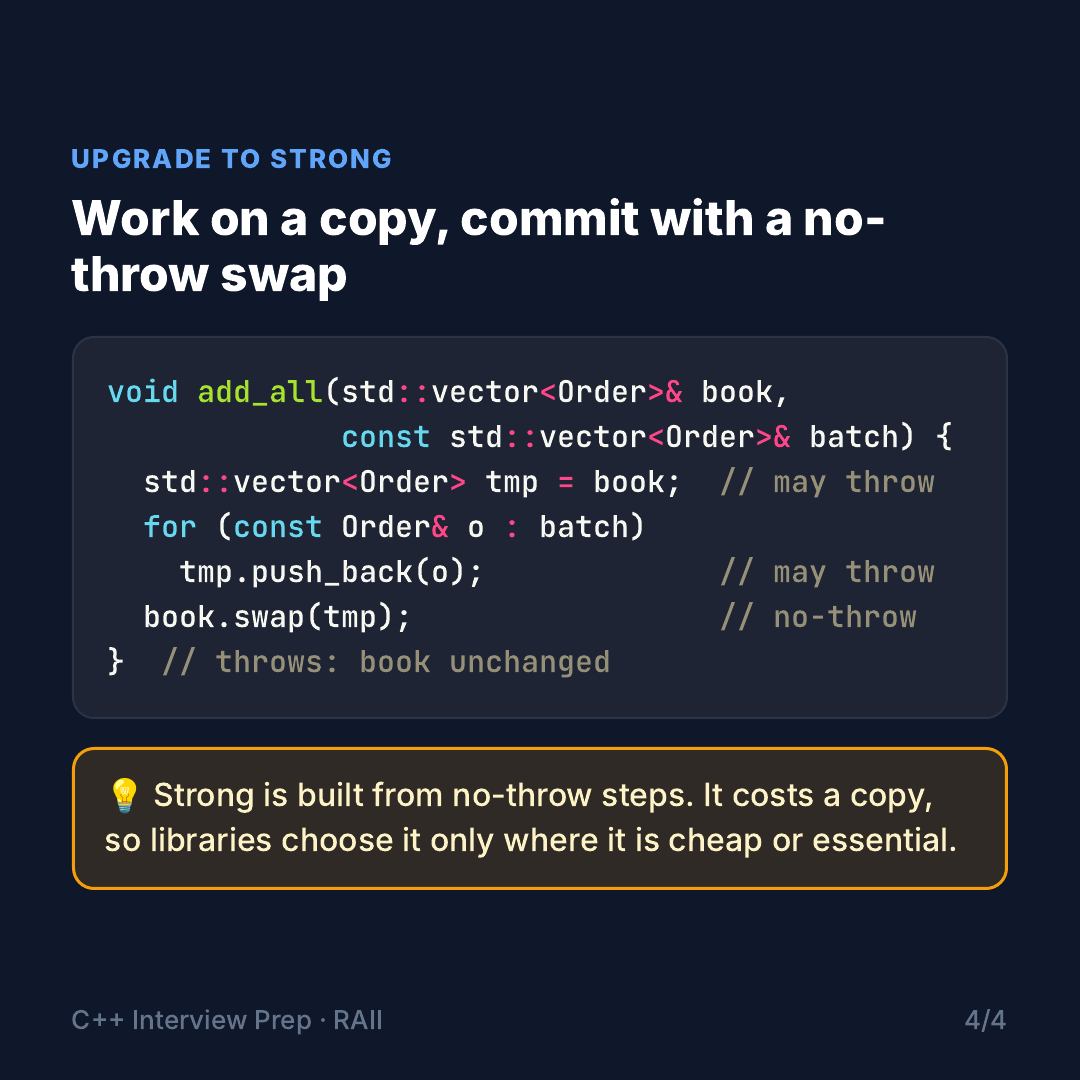 UPGRADE TO STRONG
Work on a copy, commit with a no-
throw swap
void add_all(std::vector<Order>& book,
             const std::vector<Order>& batch) {
  std::vector<Order> tmp = book;  // may throw
  for (const Order& o : batch)
    tmp.push_back(o);             // may throw
  book.swap(tmp);                 // no-throw
}  // throws: book unchanged
💡 Strong is built from no-throw steps. It costs a copy,
so libraries choose it only where it is cheap or essential.
C++ Interview Prep · RAII
4/4